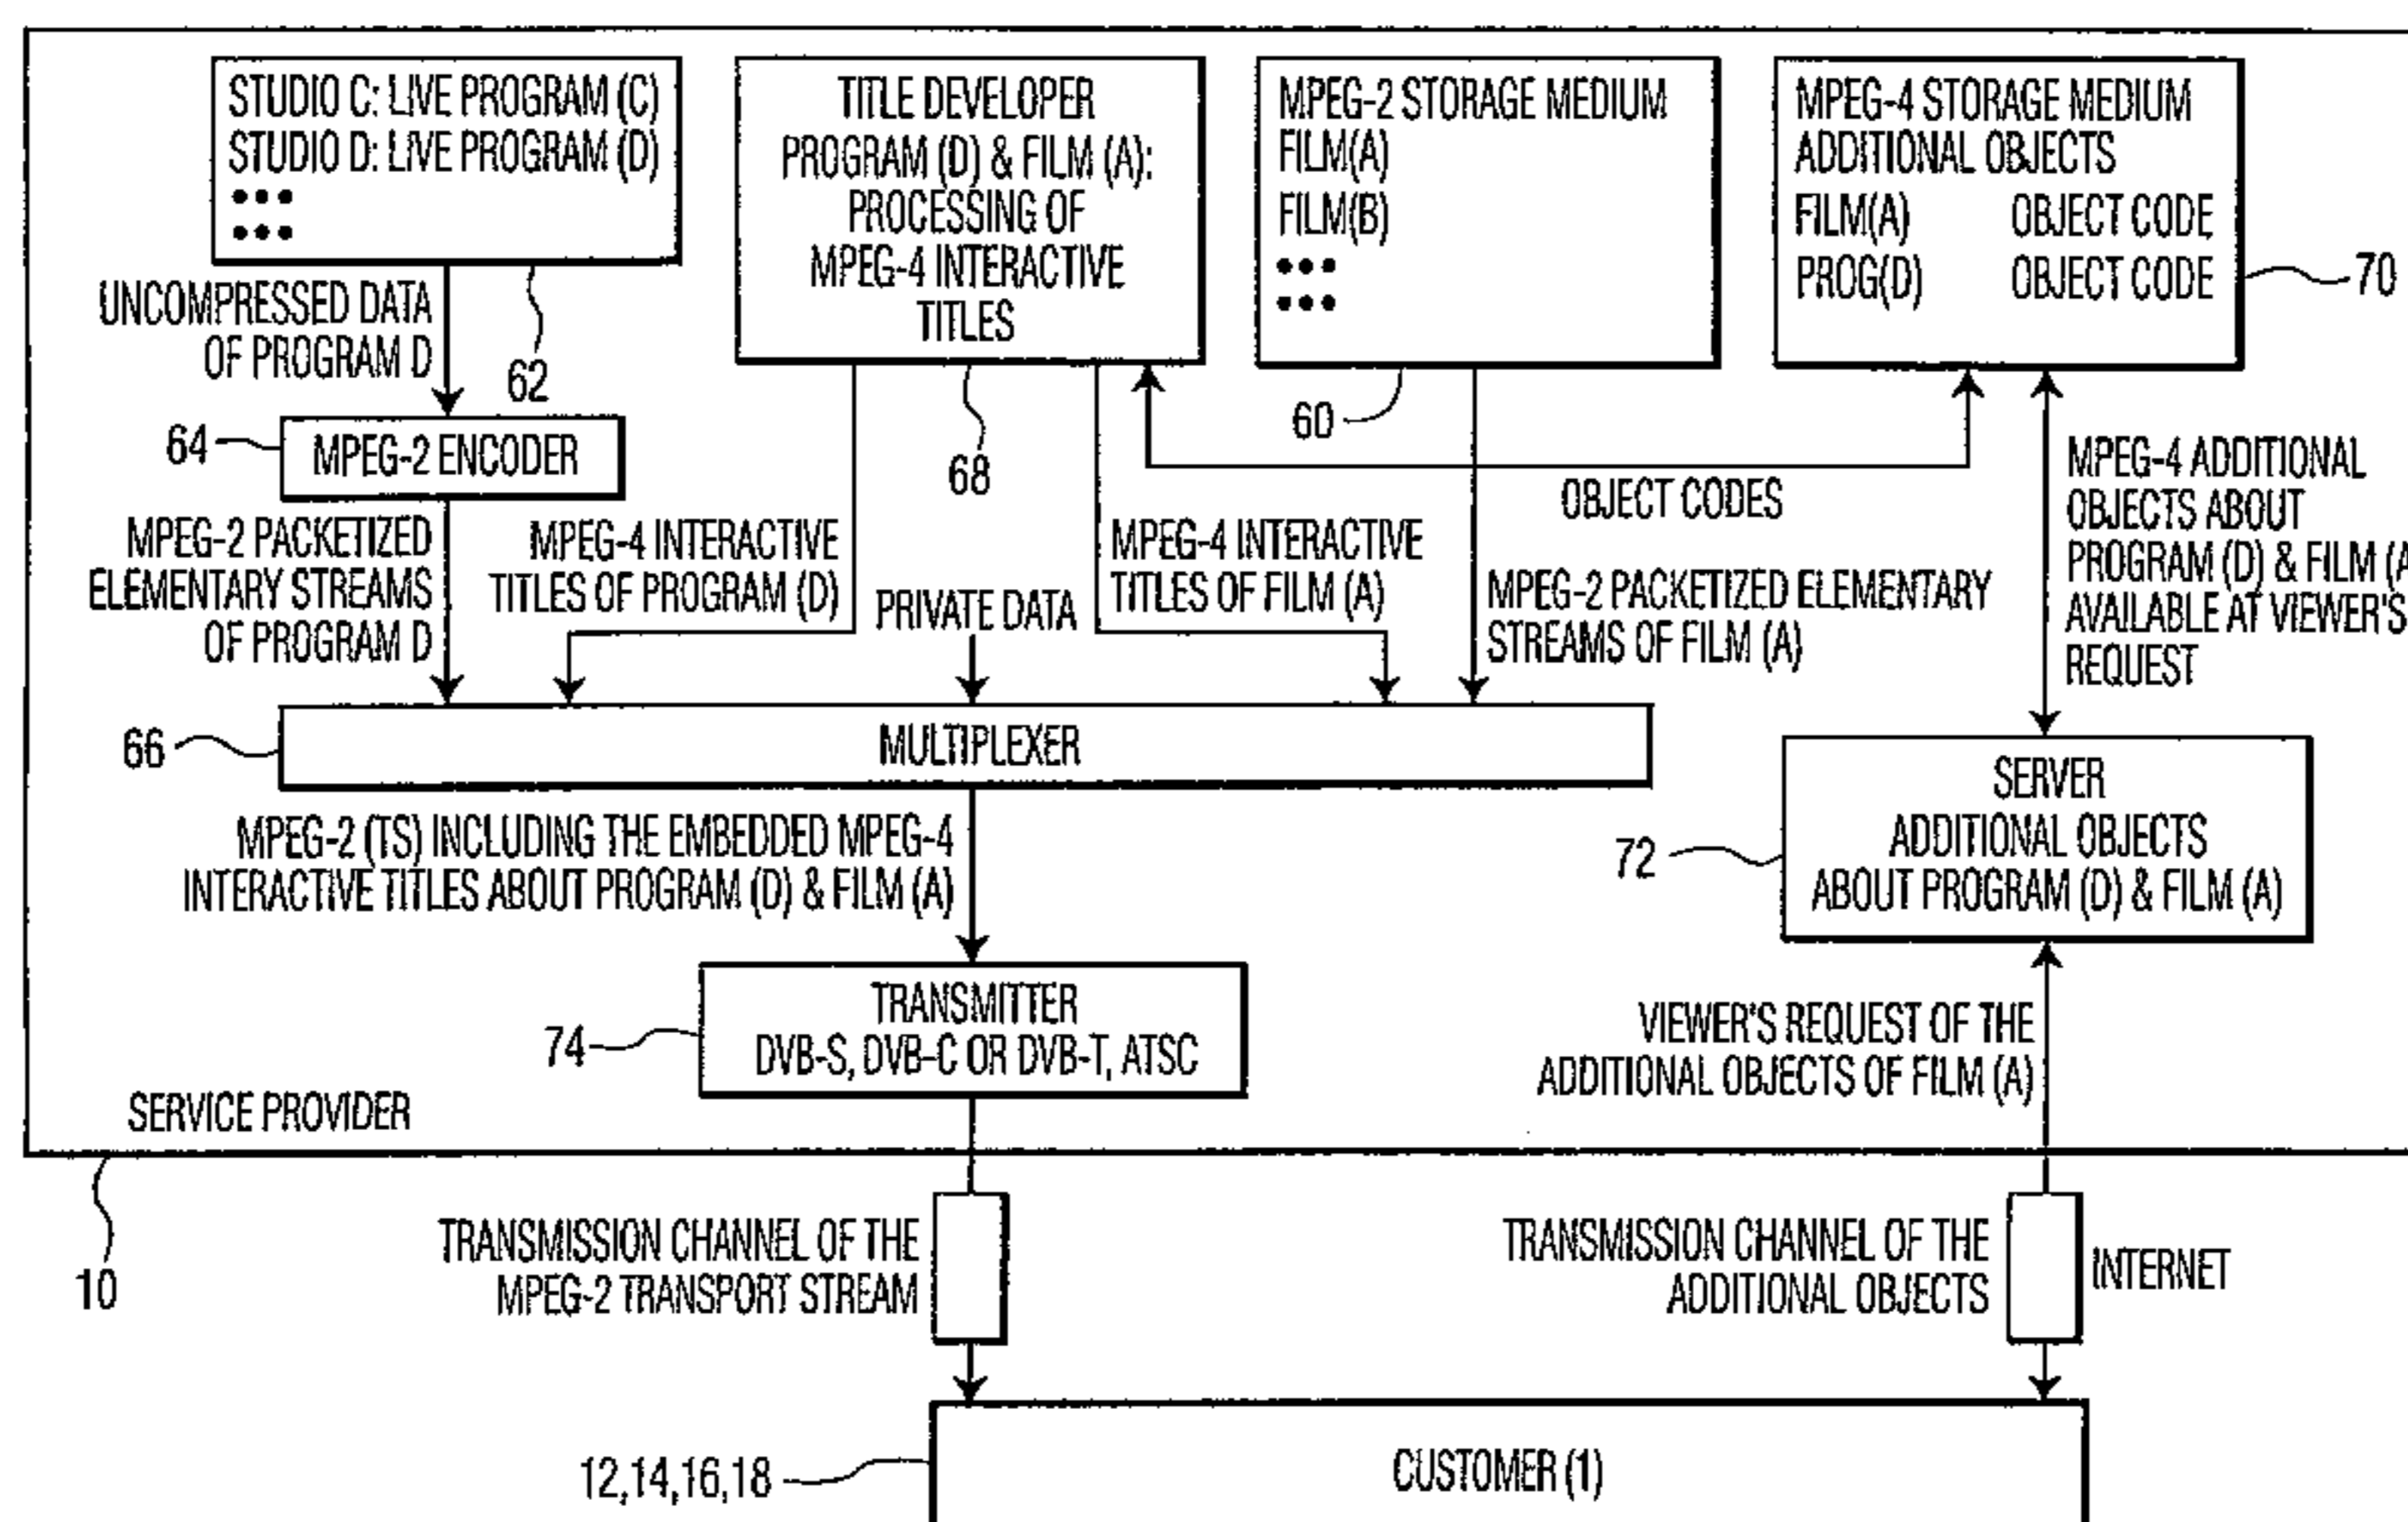 STUDIO C: LIVE PROGRAM (C)
STUDIO D: LIVE PROGRAM (D)
TITLE DEVELOPER
PROGRAM (D) & FILM (A):
PROCESSING OF
MPEG-4 INTERACTIVE
TITLES
MPEG-2 STORAGE MEDIUM
FILM(A)
FILM(B)
MPEG-4 STORAGE MEDIUM
ADDITIONAL OBJECTS
FILM(A) OBJECT CODE
PROG(D) OBJECT CODE
70
UNCOMPRESSED DATA
OF PROGRAM D
62
68
60
64
MPEG-2 ENCODER
OBJECT CODES
MPEG-4 ADDITIONAL
OBJECTS ABOUT
PROGRAM (D) & FILM (A
AVAILABLE AT VIEWER'S
REQUEST
MPEG-2 PACKETIZED
ELEMENTARY STREAMS
OF PROGRAM D
MPEG-4 INTERACTIVE
TITLES OF PROGRAM (D)
PRIVATE DATA
MPEG-4 INTERACTIVE
TITLES OF FILM (A)
MPEG-2 PACKETIZED ELEMENTARY
STREAMS OF FILM (A)
66
MULTIPLEXER
MPEG-2 (TS) INCLUDING THE EMBEDDED MPEG-4
INTERACTIVE TITLES ABOUT PROGRAM (D) & FILM (A)
72
SERVER
ADDITIONAL OBJECTS
ABOUT PROGRAM (D) & FILM (A)
74
TRANSMITTER
DVB-S, DVB-C OR DVB-T, ATSC
VIEWER'S REQUEST OF THE
ADDITIONAL OBJECTS OF FILM (A)
SERVICE PROVIDER
10
TRANSMISSION CHANNEL OF THE
MPEG-2 TRANSPORT STREAM
TRANSMISSION CHANNEL OF THE
ADDITIONAL OBJECTS
INTERNET
12,14,16,18
CUSTOMER (1)